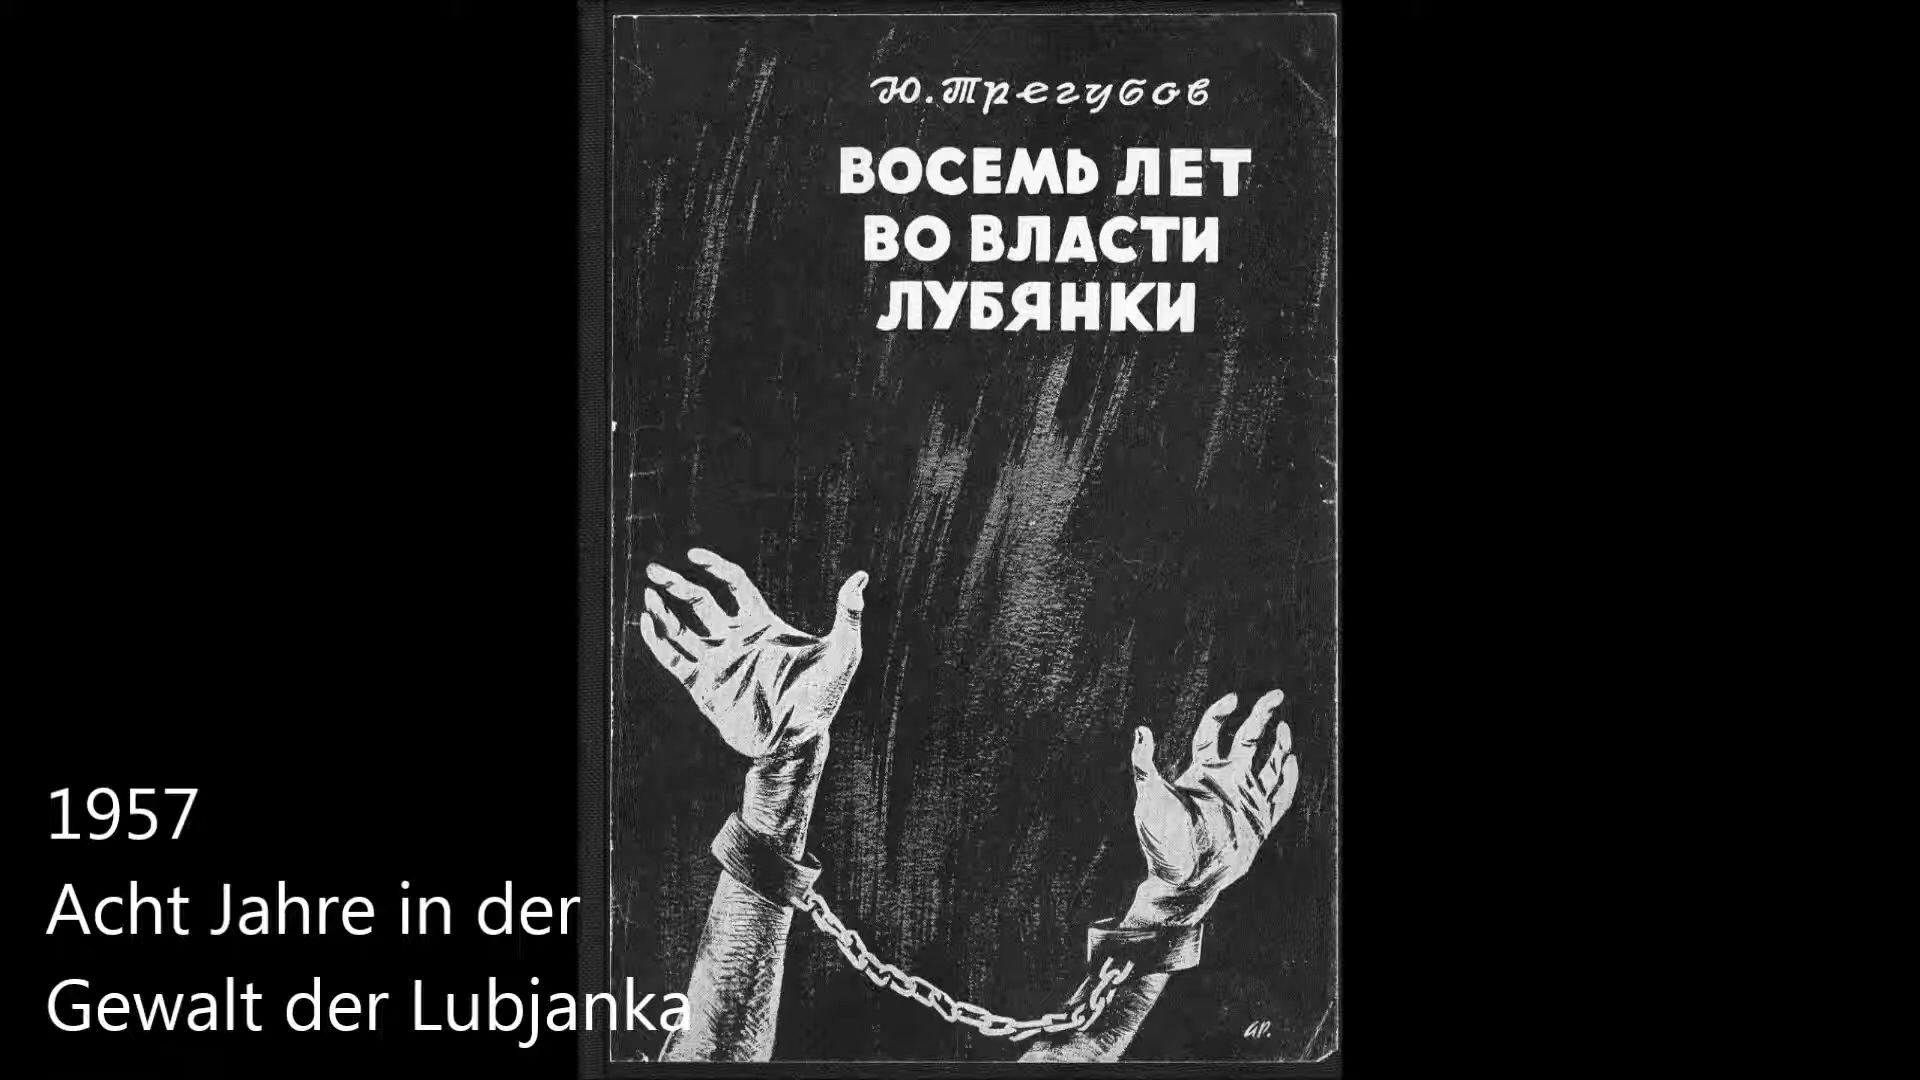 Ю. Трегубов
ВОСЕМЬ ЛЕТ
ВО ВЛАСТИ
ЛУБЯНКИ
1957
Acht Jahre in der
Gewalt der Lubjanka
АР.